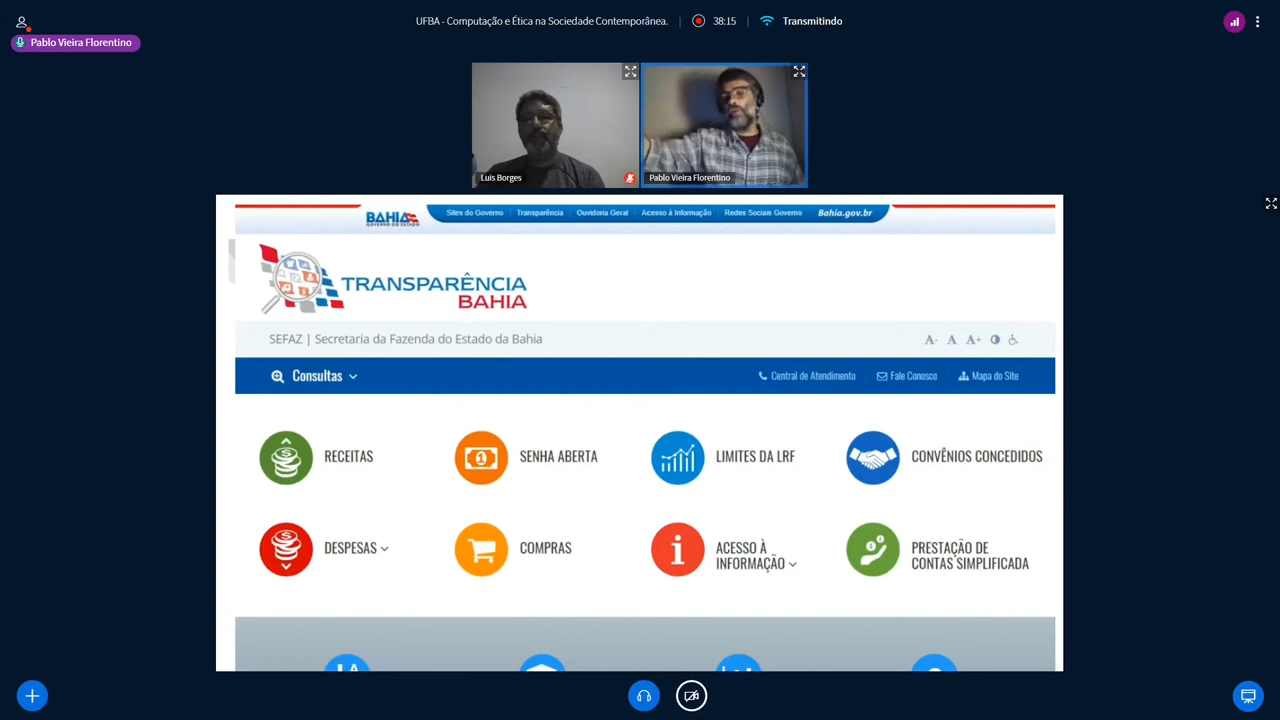 UFBA - Computação e Ética na Sociedade Contemporânea. 38:15 Transmitindo
Pablo Vieira Florentino
Luis Borges
Pablo Vieira Florentino
BAHIA
GOVERNO DO ESTADO
Sites do Governo Transparência Ouvidoria Geral Acesso à Informação Redes Sociais Governo Bahia.gov.br
TRANSPARÊNCIA
BAHIA
SEFAZ | Secretaria da Fazenda do Estado da Bahia A- A A+
Consultas Central de Atendimento Fale Conosco Mapa do Site
RECEITAS SENHA ABERTA LIMITES DA LRF CONVÊNIOS CONCEDIDOS
DESPESAS COMPRAS ACESSO À INFORMAÇÃO PRESTAÇÃO DE CONTAS SIMPLIFICADA